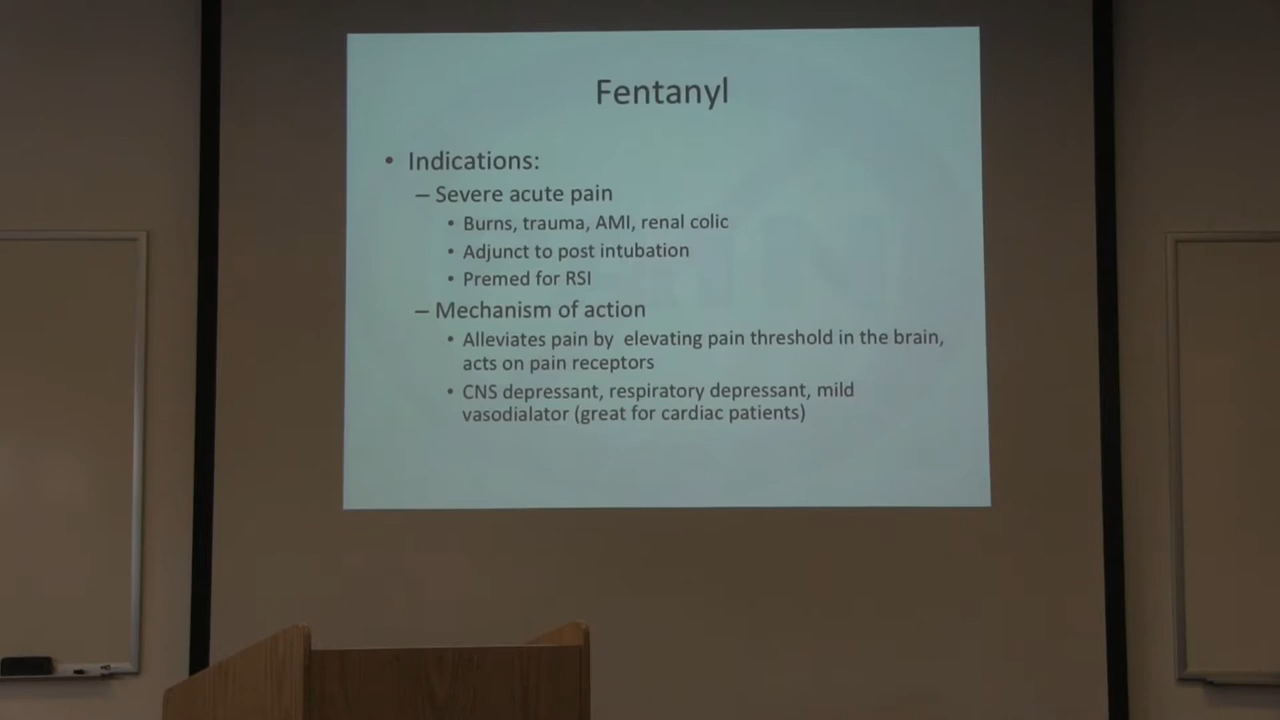 Fentanyl
• Indications:
– Severe acute pain
• Burns, trauma, AMI, renal colic
• Adjunct to post intubation
• Premed for RSI
– Mechanism of action
• Alleviates pain by elevating pain threshold in the brain,
acts on pain receptors
• CNS depressant, respiratory depressant, mild
vasodialator (great for cardiac patients)